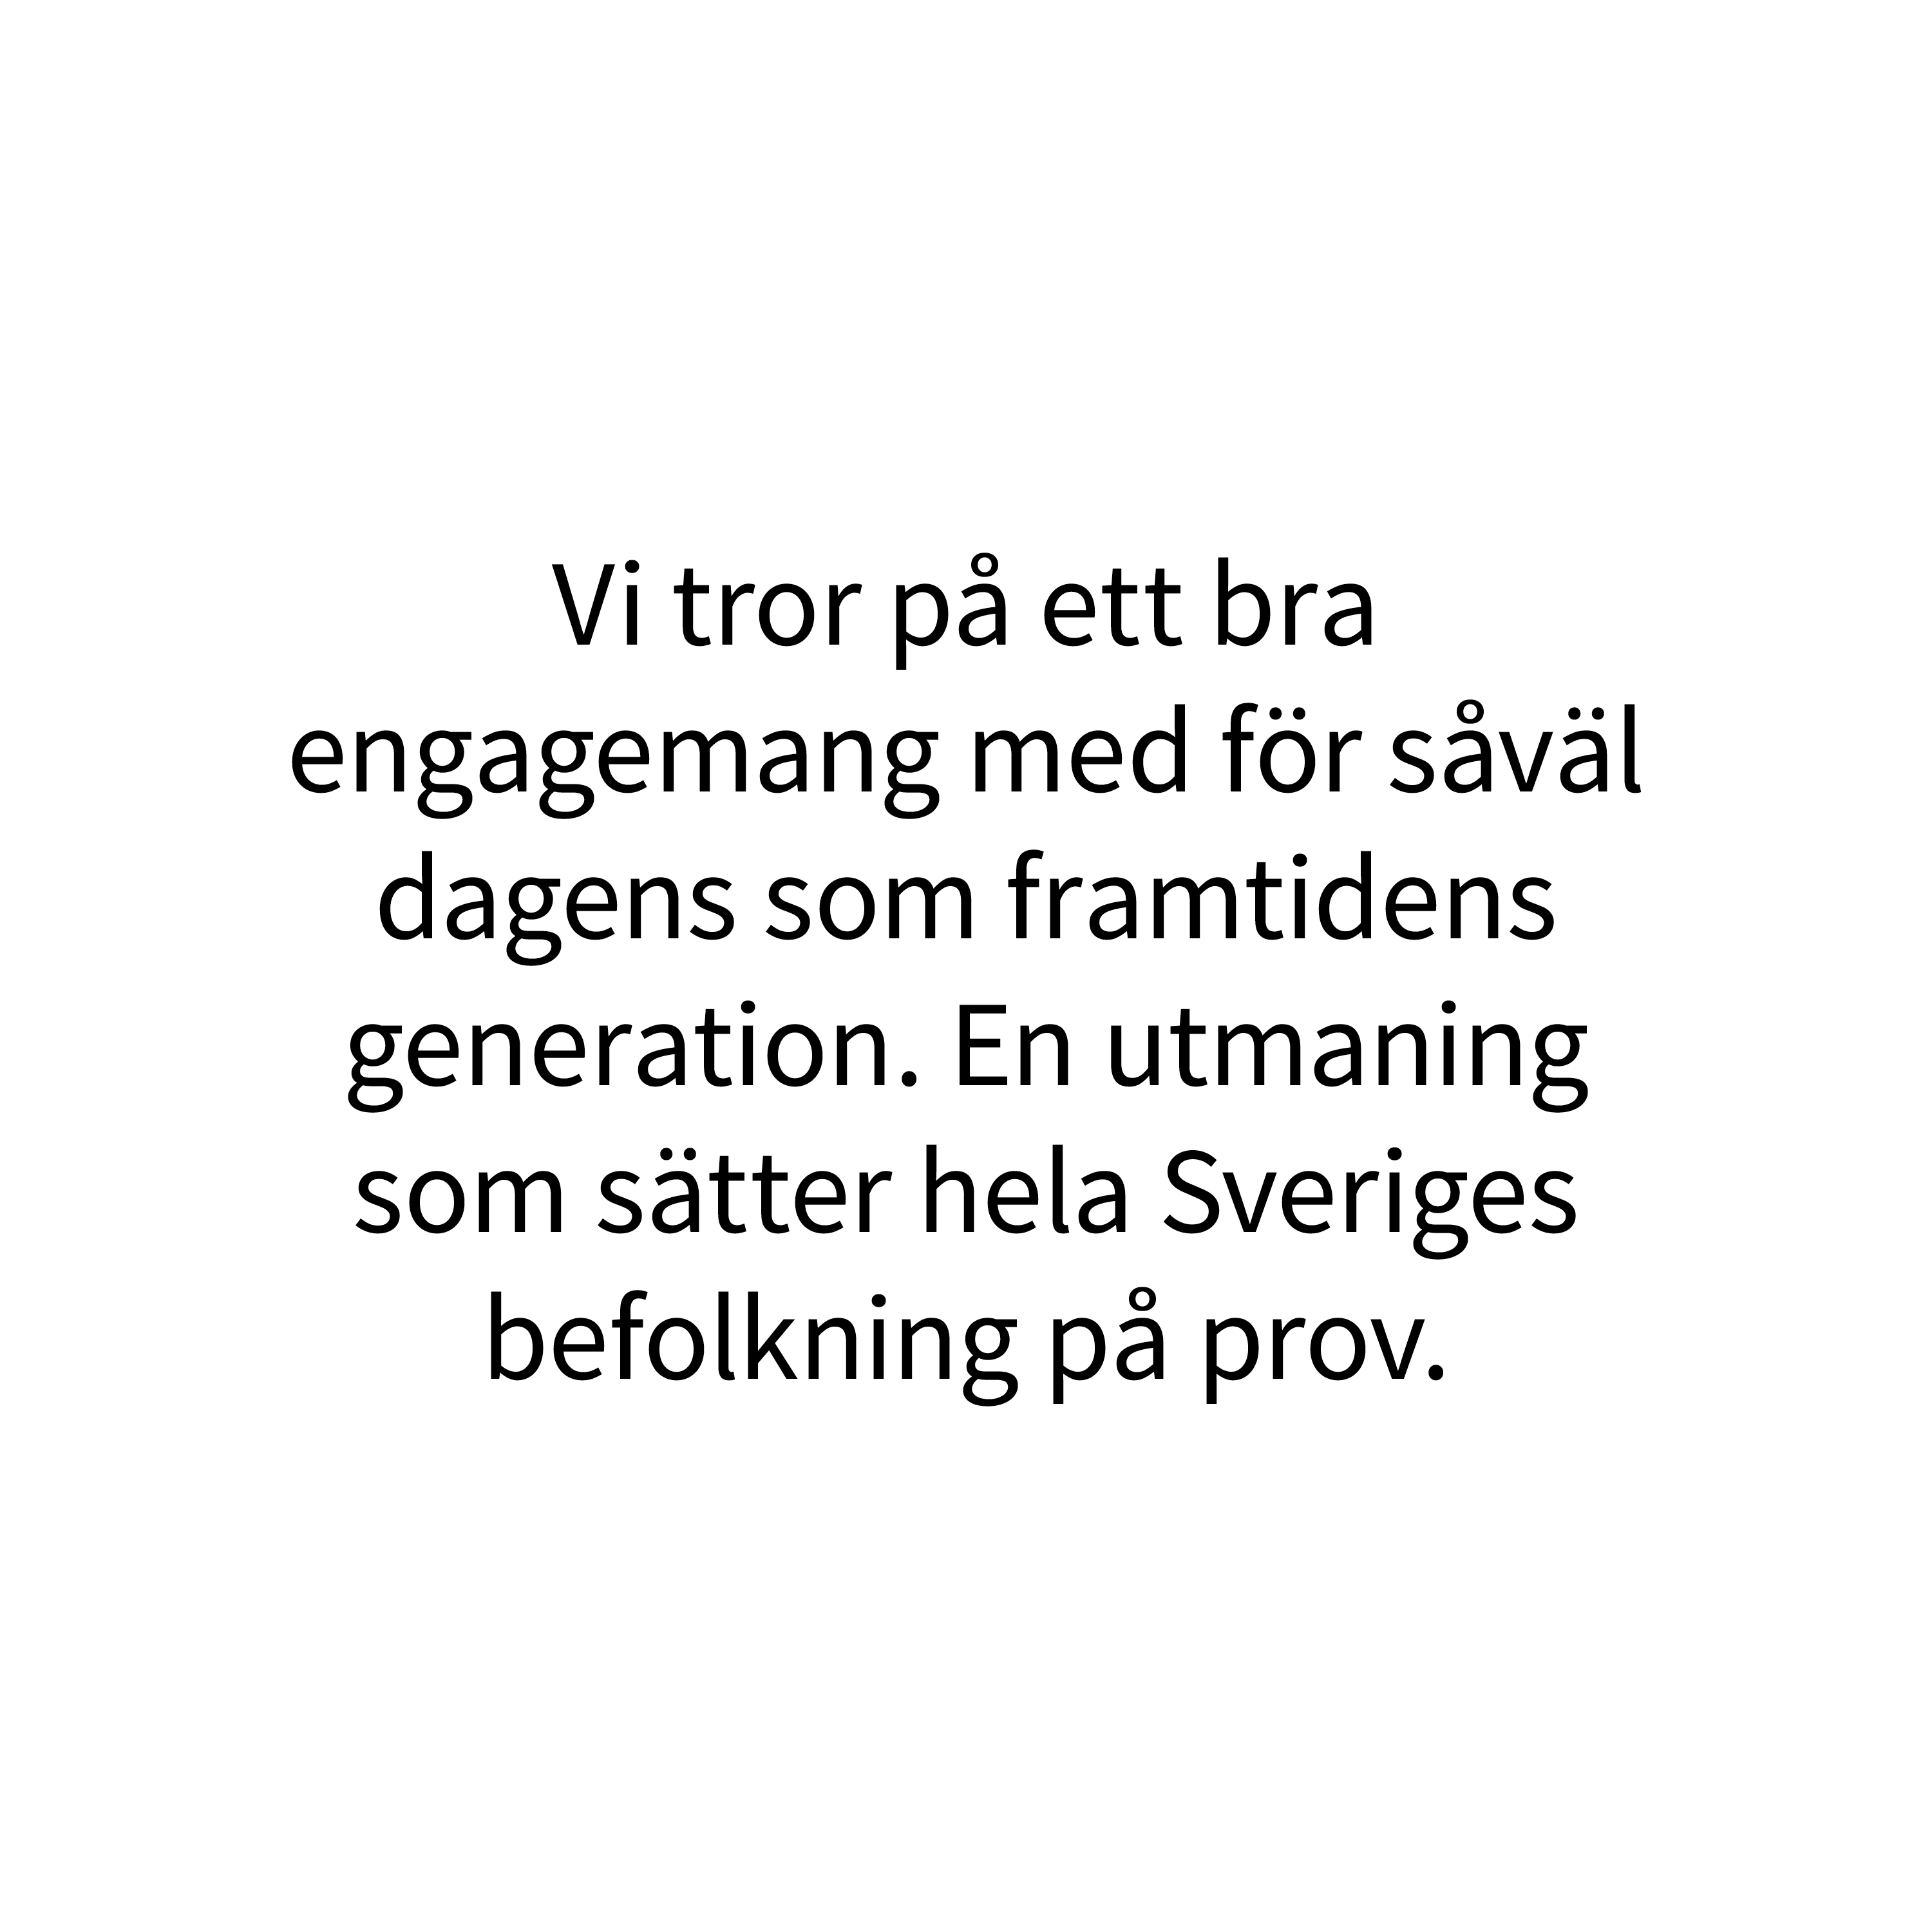 Vi tror på ett bra
engagemang med för såväl
dagens som framtidens
generation. En utmaning
som sätter hela Sveriges
befolkning på prov.